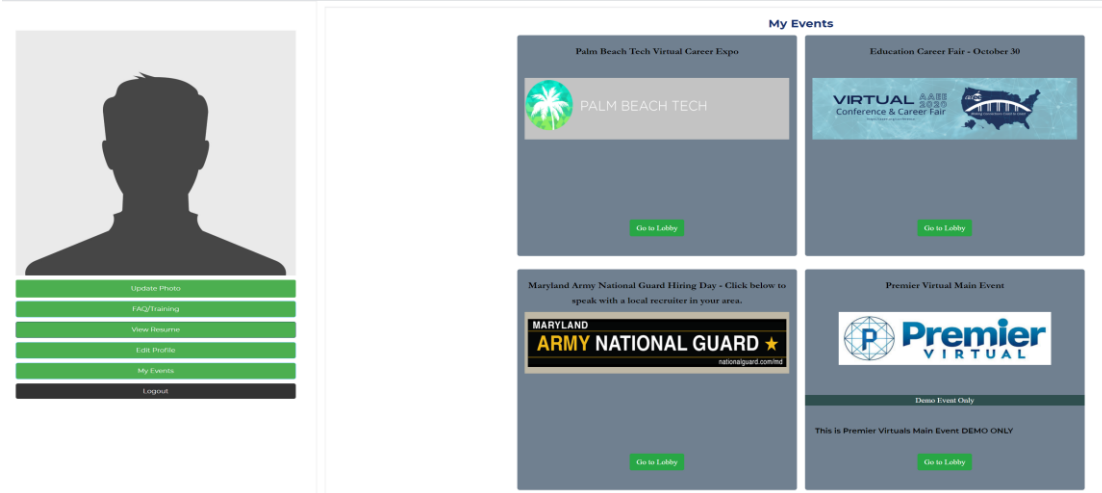 My Events
Update Photo
FAQ/Training
View Resume
Edit Profile
My Events
Logout
Palm Beach Tech Virtual Career Expo
PALM BEACH TECH
Go to Lobby
Education Career Fair - October 30
VIRTUAL AAEE
2020
Conference & Career Fair
Go to Lobby
Maryland Army National Guard Hiring Day - Click below to
speak with a local recruiter in your area.
MARYLAND
ARMY NATIONAL GUARD
nationalguard.com/md
Go to Lobby
Premier Virtual Main Event
P Premier
VIRTUAL
Demo Event Only
This is Premier Virtuals Main Event DEMO ONLY
Go to Lobby